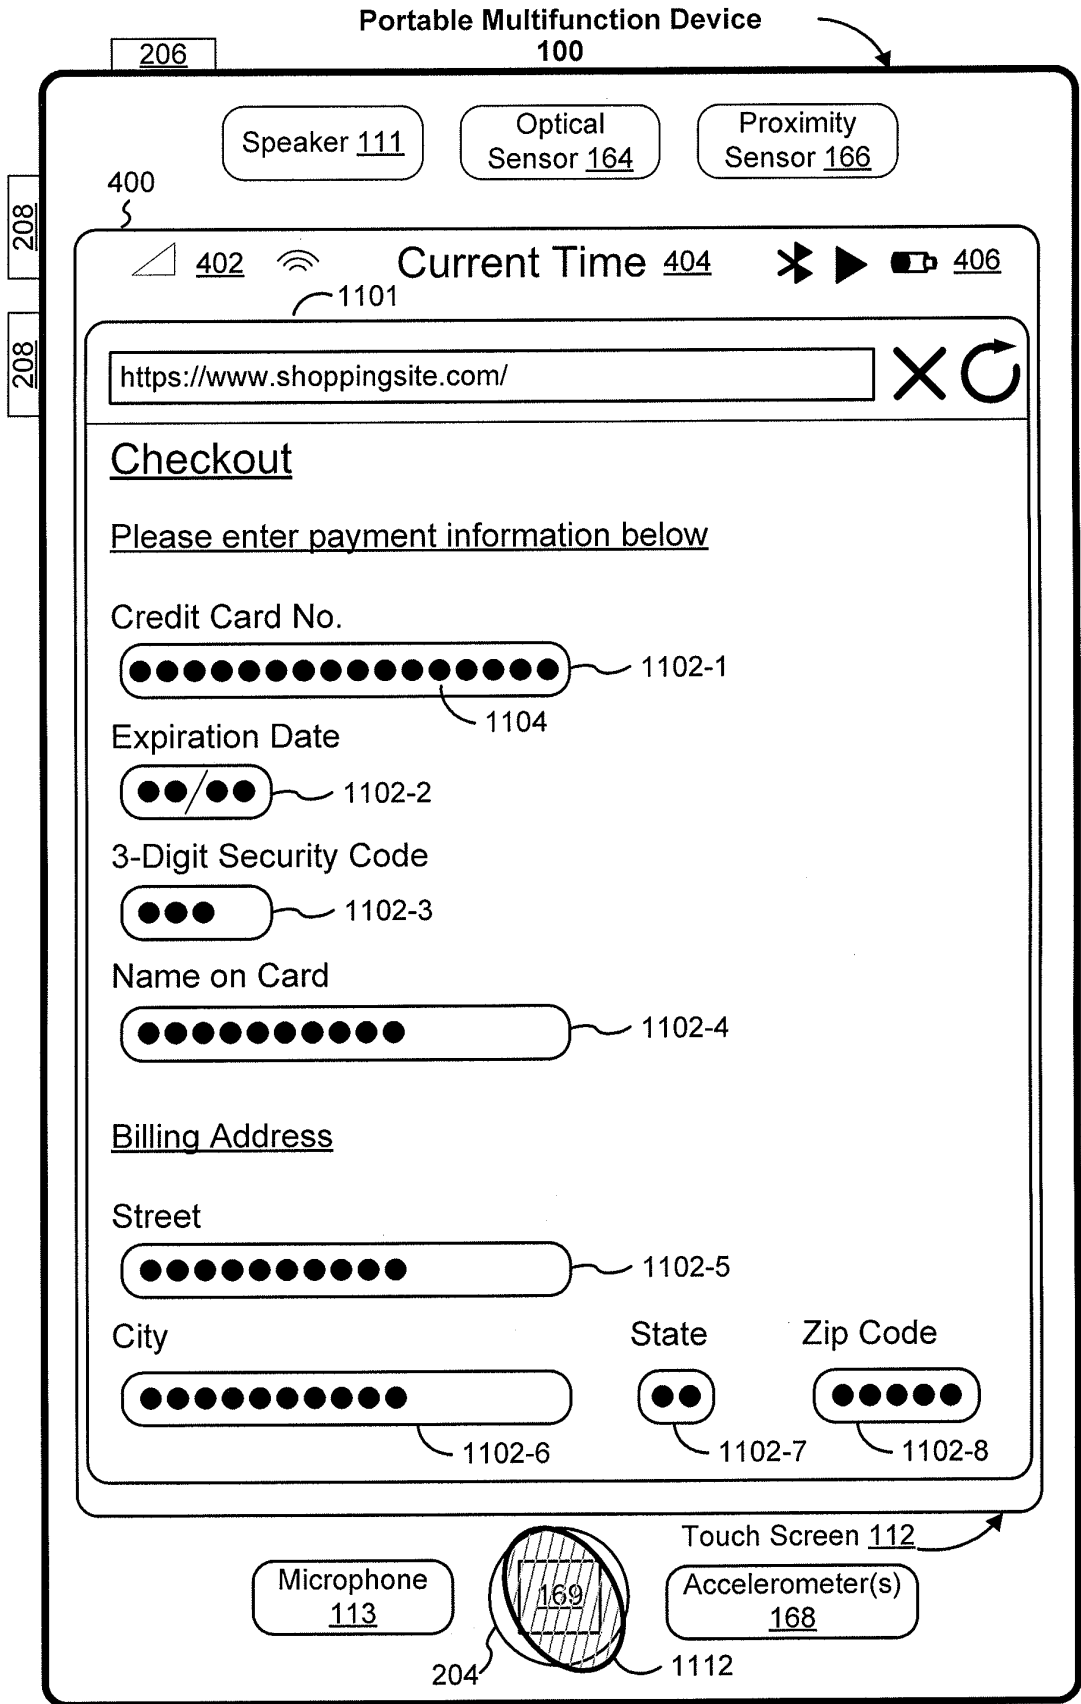 Portable Multifunction Device
100
206
Speaker 111
Optical
Sensor 164
Proximity
Sensor 166
400
208
402
Current Time 404
406
1101
208
https://www.shoppingsite.com/
Checkout
Please enter payment information below
Credit Card No.
1102-1
1104
Expiration Date
1102-2
3-Digit Security Code
1102-3
Name on Card
1102-4
Billing Address
Street
1102-5
City
State
Zip Code
1102-6
1102-7
1102-8
Touch Screen 112
Microphone
113
169
Accelerometer(s)
168
204
1112